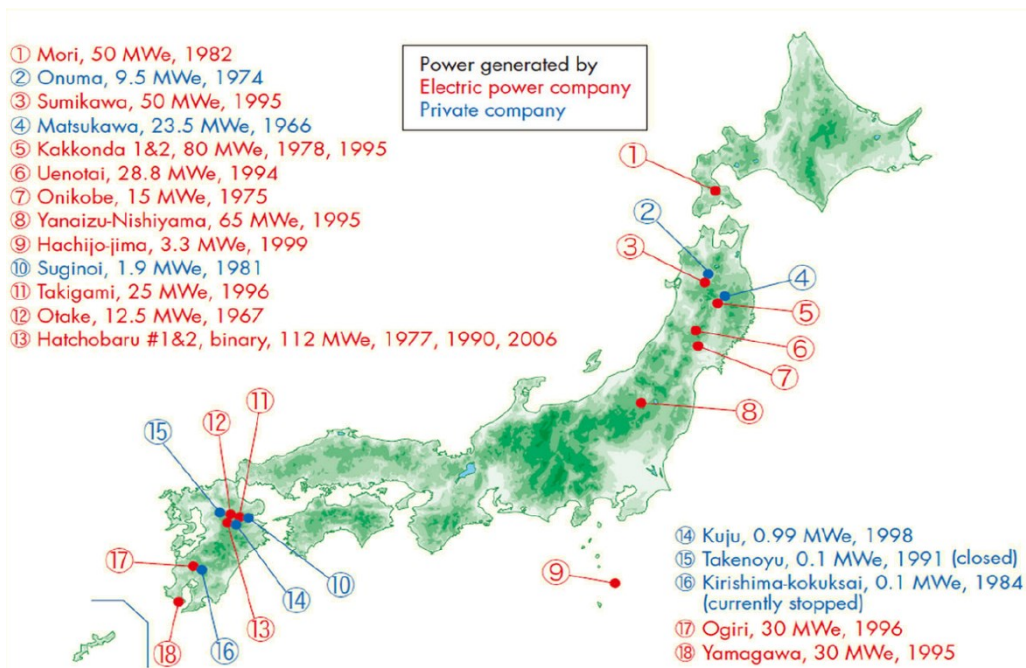 ① Mori, 50 MWe, 1982
② Onuma, 9.5 MWe, 1974
③ Sumikawa, 50 MWe, 1995
④ Matsukawa, 23.5 MWe, 1966
⑤ Kakkonda 1&2, 80 MWe, 1978, 1995
⑥ Uenotai, 28.8 MWe, 1994
⑦ Onikobe, 15 MWe, 1975
⑧ Yanaizu-Nishiyama, 65 MWe, 1995
⑨ Hachijo-jima, 3.3 MWe, 1999
⑩ Suginoi, 1.9 MWe, 1981
⑪ Takigami, 25 MWe, 1996
⑫ Otake, 12.5 MWe, 1967
⑬ Hatchobaru #1&2, binary, 112 MWe, 1977, 1990, 2006
Power generated by
Electric power company
Private company
①
②
③
④
⑤
⑥
⑦
⑧
⑪
⑫
⑮
⑰
⑨
⑩
⑭
⑬
⑯
⑱
⑭ Kuju, 0.99 MWe, 1998
⑮ Takenoyu, 0.1 MWe, 1991 (closed)
⑯ Kirishima-kokuksai, 0.1 MWe, 1984
(currently stopped)
⑰ Ogiri, 30 MWe, 1996
⑱ Yamagawa, 30 MWe, 1995